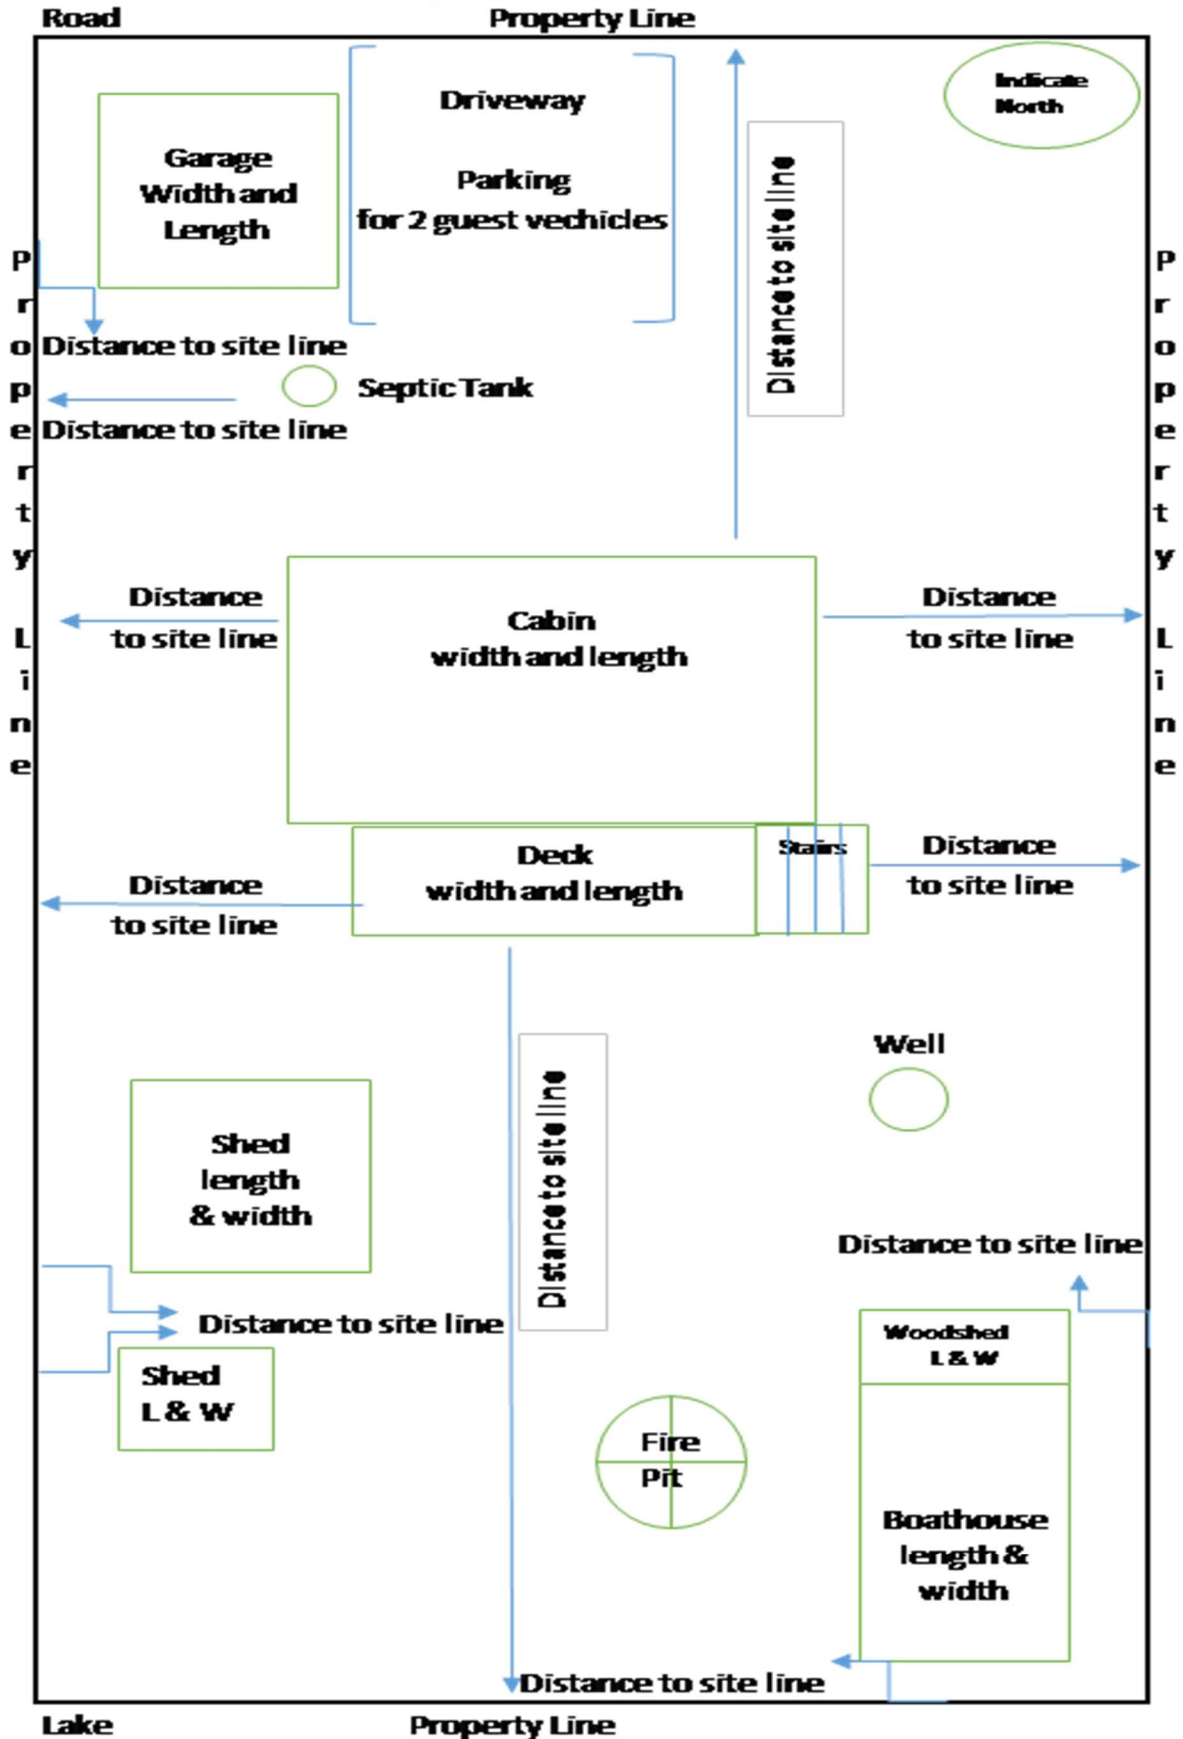 Road
Property Line
Indicate
North
Driveway
Parking
for 2 guest vechicles
Garage
Width and
Length
Distance to site line
Property Line
Property Line
Distance to site line
Septic Tank
Distance to site line
Distance
to site line
Cabin
width and length
Distance
to site line
Deck
width and length
Stairs
Distance
to site line
Distance
to site line
Well
Distance to site line
Shed
length
& width
Distance to site line
Distance to site line
Shed
L & W
Woodshed
L & W
Fire
Pit
Boathouse
length &
width
Distance to site line
Lake
Property Line